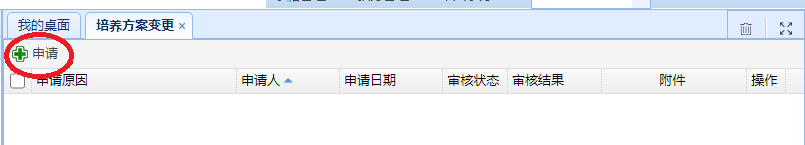 我的桌面 培养方案变更 ×
申请
申请原因 申请人 申请日期 审核状态 审核结果 附件 操作